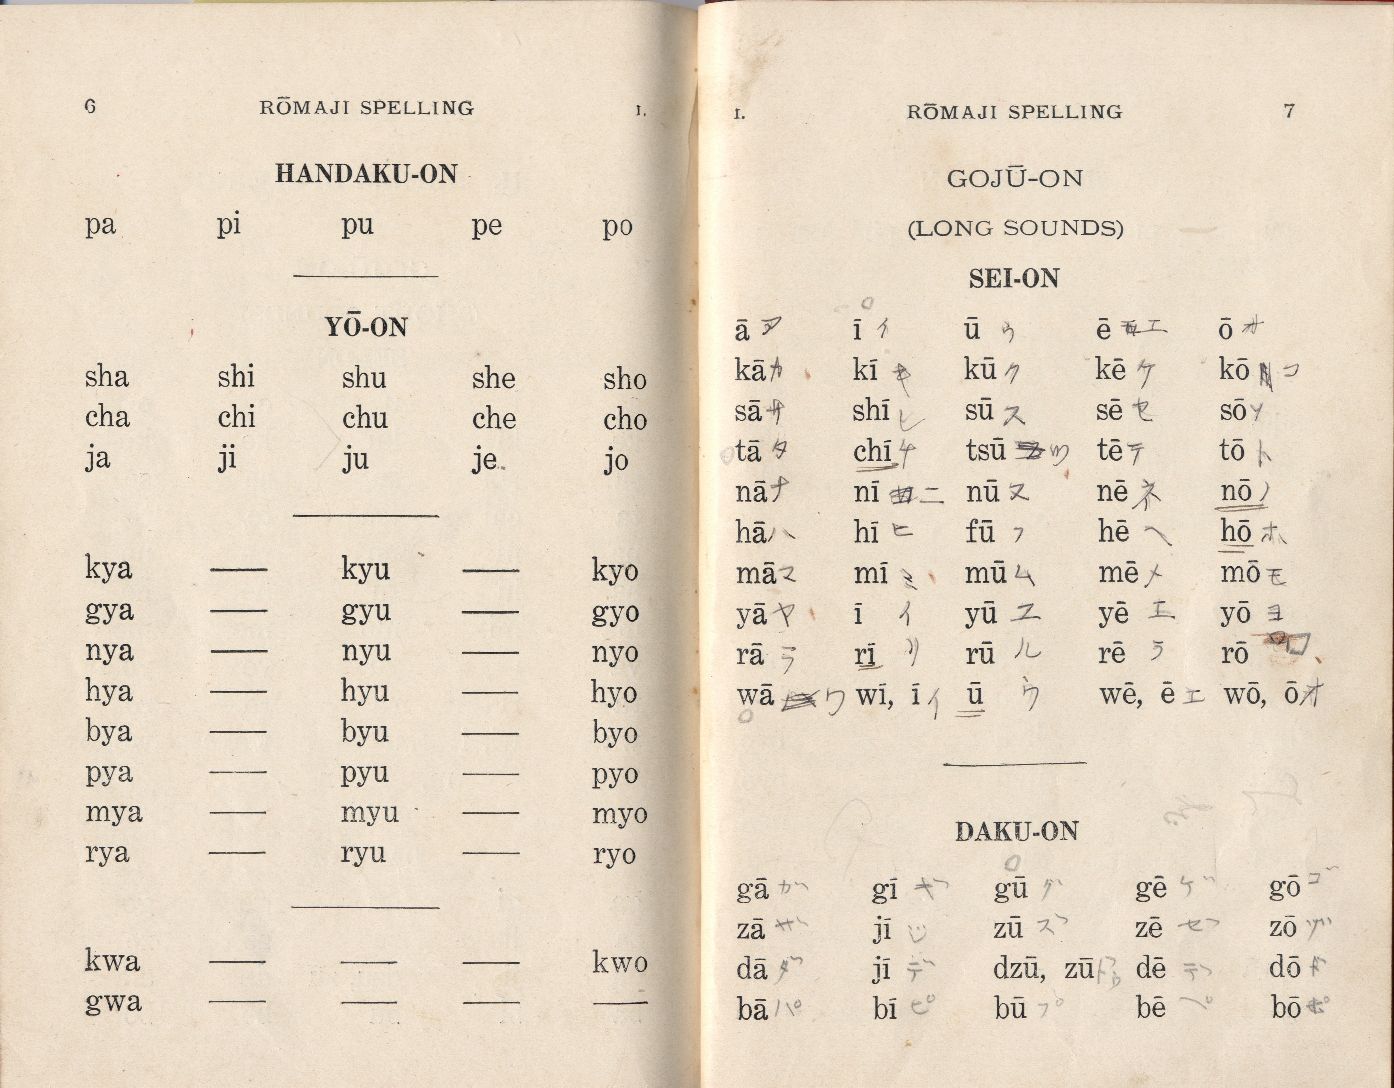 6 RŌMAJI SPELLING I.
HANDAKU-ON
pa pi pu pe po
YŌ-ON
sha shi shu she sho
cha chi chu che cho
ja ji ju je jo
kya — kyu — kyo
gya — gyu — gyo
nya — nyu — nyo
hya — hyu — hyo
bya — byu — byo
pya — pyu — pyo
mya — myu — myo
rya — ryu — ryo
kwa — — — kwo
gwa — — — —
I. RŌMAJI SPELLING 7
GOJŪ-ON
(LONG SOUNDS)
SEI-ON
ā ア ī イ ū ウ ē エ ō オ
kā カ kī キ kū ク kē ケ kō コ
sā サ shī sū ス sē セ sō ソ
tā タ chī チ tsū ツ tē テ tō ト
nā ナ nī ニ nū ヌ nē ネ nō ノ
hā ハ hī ヒ fū フ hē ヘ hō ホ
mā マ mī ミ mū ム mē メ mō モ
yā ヤ ī イ yū ユ yē エ yō ヨ
rā ラ rī リ rū ル rē rō ロ
wā ワ wī, ī イ ū ウ wē, ē エ wō, ō オ
DAKU-ON
gā ガ gī ギ gū グ gē ゲ gō ゴ
zā ザ jī zū ズ zē ゼ zō ゾ
dā ダ jī デ dzū, zū dē デ dō ド
bā パ bī ピ bū プ bē ペ bō ポ